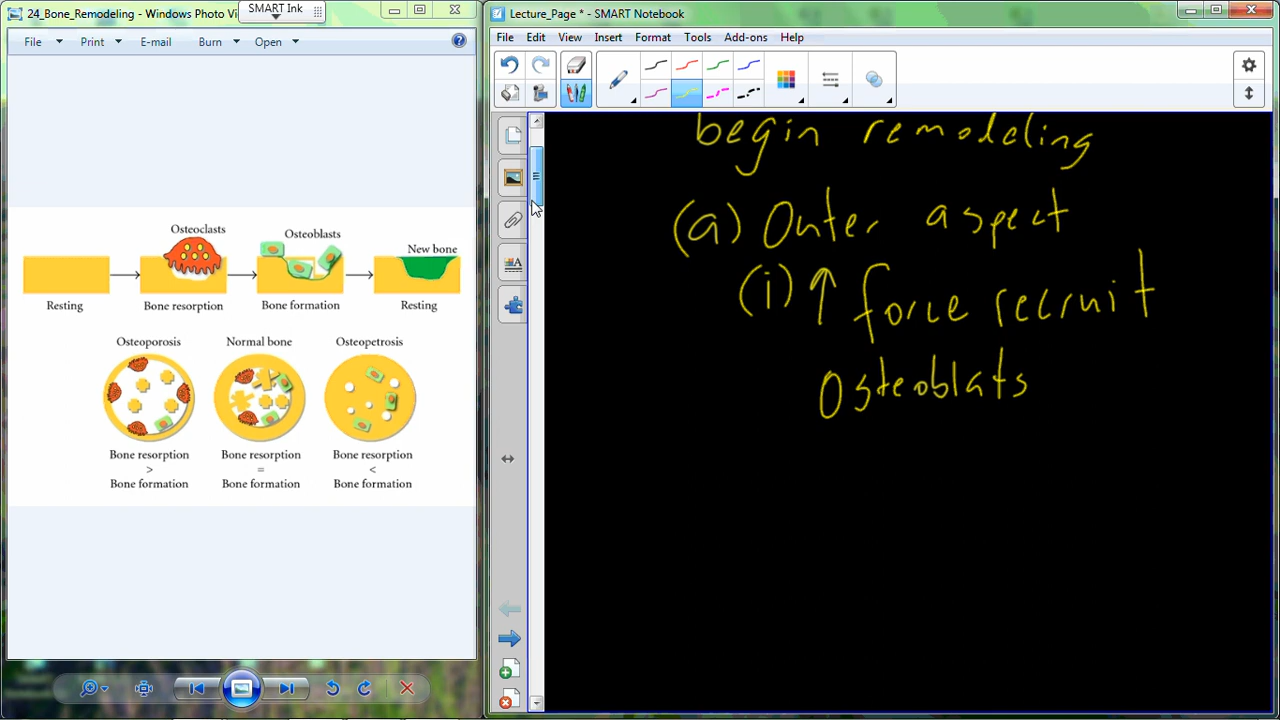 24_Bone_Remodeling - Windows Photo Vi
SMART Ink
File Print E-mail Burn Open
Osteoclasts
Osteoblasts
New bone
Resting
Bone resorption
Bone formation
Resting
Osteoporosis
Normal bone
Osteopetrosis
Bone resorption
>
Bone formation
Bone resorption
=
Bone formation
Bone resorption
<
Bone formation
Lecture_Page * - SMART Notebook
File Edit View Insert Format Tools Add-ons Help
begin remodeling
(a) Outer aspect
(i) ↑ force recruit
Osteoblats